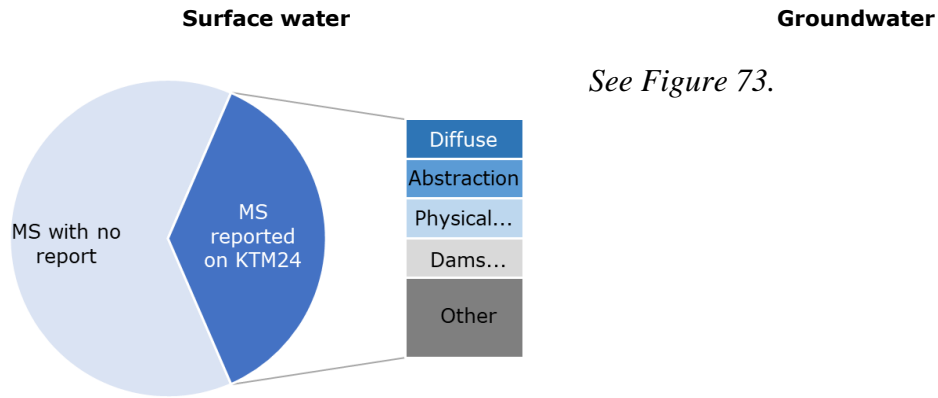 Surface water
Groundwater
See Figure 73.
MS with no
report
MS
reported
on KTM24
Diffuse
Abstraction
Physical...
Dams...
Other